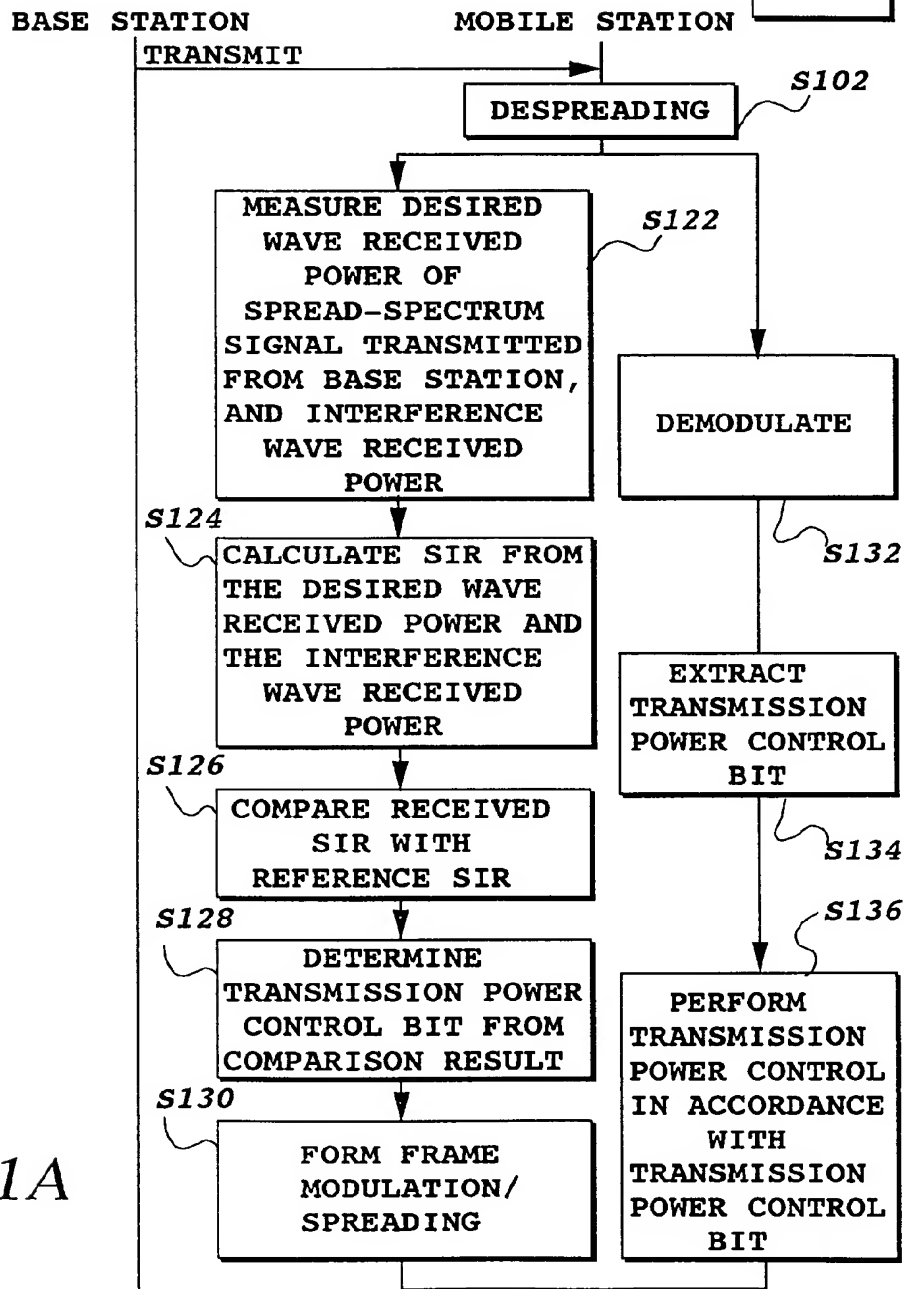 BASE STATION
MOBILE STATION
TRANSMIT
S102
DESPREADING
MEASURE DESIRED
WAVE RECEIVED
POWER OF
SPREAD-SPECTRUM
SIGNAL TRANSMITTED
FROM BASE STATION,
AND INTERFERENCE
WAVE RECEIVED
POWER
S122
DEMODULATE
S132
S124
CALCULATE SIR FROM
THE DESIRED WAVE
RECEIVED POWER AND
THE INTERFERENCE
WAVE RECEIVED
POWER
EXTRACT
TRANSMISSION
POWER CONTROL
BIT
S134
S126
COMPARE RECEIVED
SIR WITH
REFERENCE SIR
S128
DETERMINE
TRANSMISSION POWER
CONTROL BIT FROM
COMPARISON RESULT
S136
PERFORM
TRANSMISSION
POWER CONTROL
IN ACCORDANCE
WITH
TRANSMISSION
POWER CONTROL
BIT
S130
FORM FRAME
MODULATION/
SPREADING
1A